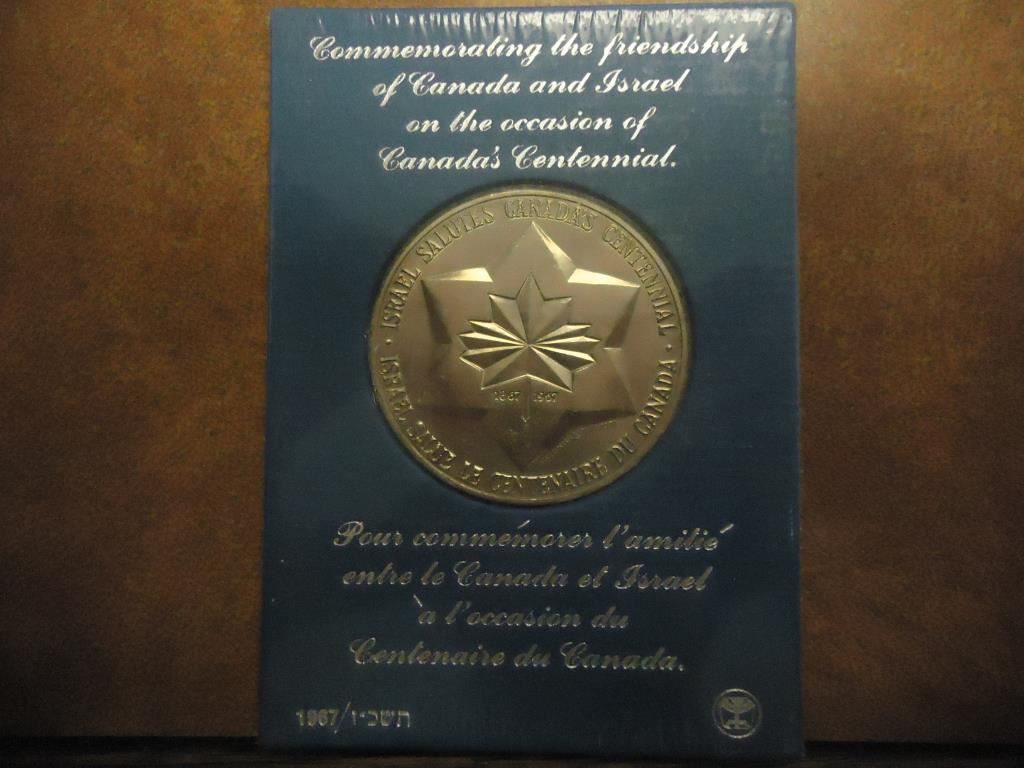 Commemorating the friendship
of Canada and Israel
on the occasion of
Canada's Centennial.
· ISRAEL SALUTES CANADA'S CENTENNIAL ·
ISRAEL SALUE LE CENTENAIRE DU CANADA
1867 1967
Pour commémorer l'amitié
entre le Canada et Israel
à l'occasion du
Centenaire du Canada.
1967/תשכ״ז